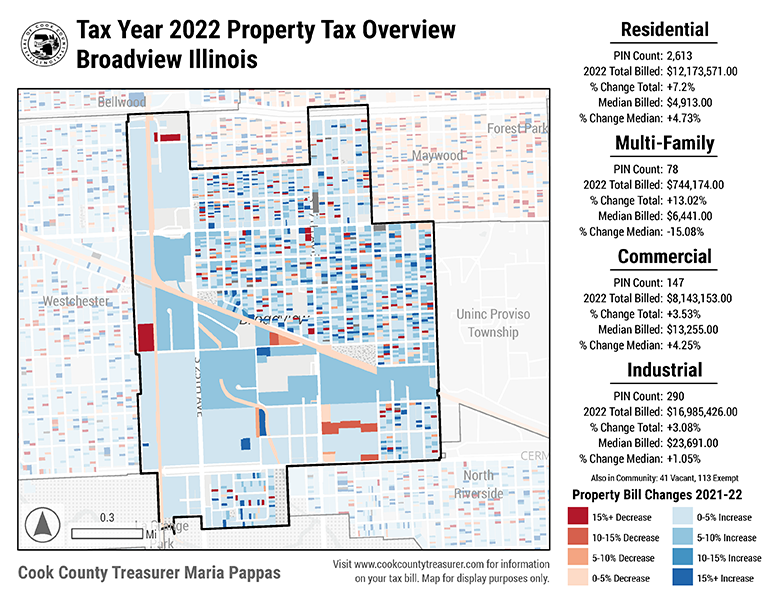 Tax Year 2022 Property Tax Overview
Broadview Illinois
Bellwood
Forest Park
Maywood
Westchester
Broadview
Uninc Proviso
Township
S 25TH AVE
CERM
North
Riverside
0.3
Mi
Park
Cook County Treasurer Maria Pappas
Visit www.cookcountytreasurer.com for information
on your tax bill. Map for display purposes only.
Residential
PIN Count: 2,613
2022 Total Billed: $12,173,571.00
% Change Total: +7.2%
Median Billed: $4,913.00
% Change Median: +4.73%
Multi-Family
PIN Count: 78
2022 Total Billed: $744,174.00
% Change Total: +13.02%
Median Billed: $6,441.00
% Change Median: -15.08%
Commercial
PIN Count: 147
2022 Total Billed: $8,143,153.00
% Change Total: +3.53%
Median Billed: $13,255.00
% Change Median: +4.25%
Industrial
PIN Count: 290
2022 Total Billed: $16,985,426.00
% Change Total: +3.08%
Median Billed: $23,691.00
% Change Median: +1.05%
Also in Community: 41 Vacant, 113 Exempt
Property Bill Changes 2021-22
15%+ Decrease
10-15% Decrease
5-10% Decrease
0-5% Decrease
0-5% Increase
5-10% Increase
10-15% Increase
15%+ Increase